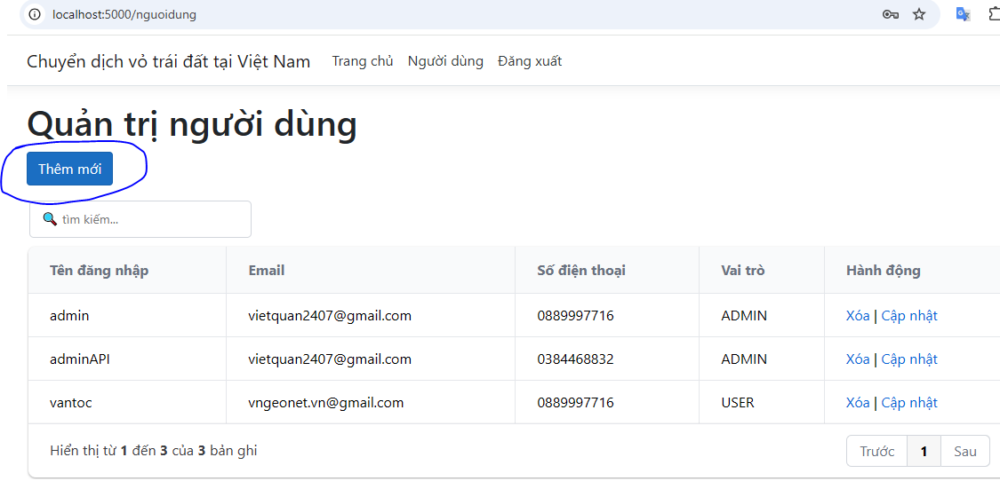 localhost:5000/nguoidung
Chuyển dịch vỏ trái đất tại Việt Nam Trang chủ Người dùng Đăng xuất
Quản trị người dùng
Thêm mới
tìm kiếm...
Tên đăng nhập Email Số điện thoại Vai trò Hành động
admin vietquan2407@gmail.com 0889997716 ADMIN Xóa | Cập nhật
adminAPI vietquan2407@gmail.com 0384468832 ADMIN Xóa | Cập nhật
vantoc vngeonet.vn@gmail.com 0889997716 USER Xóa | Cập nhật
Hiển thị từ 1 đến 3 của 3 bản ghi Trước 1 Sau